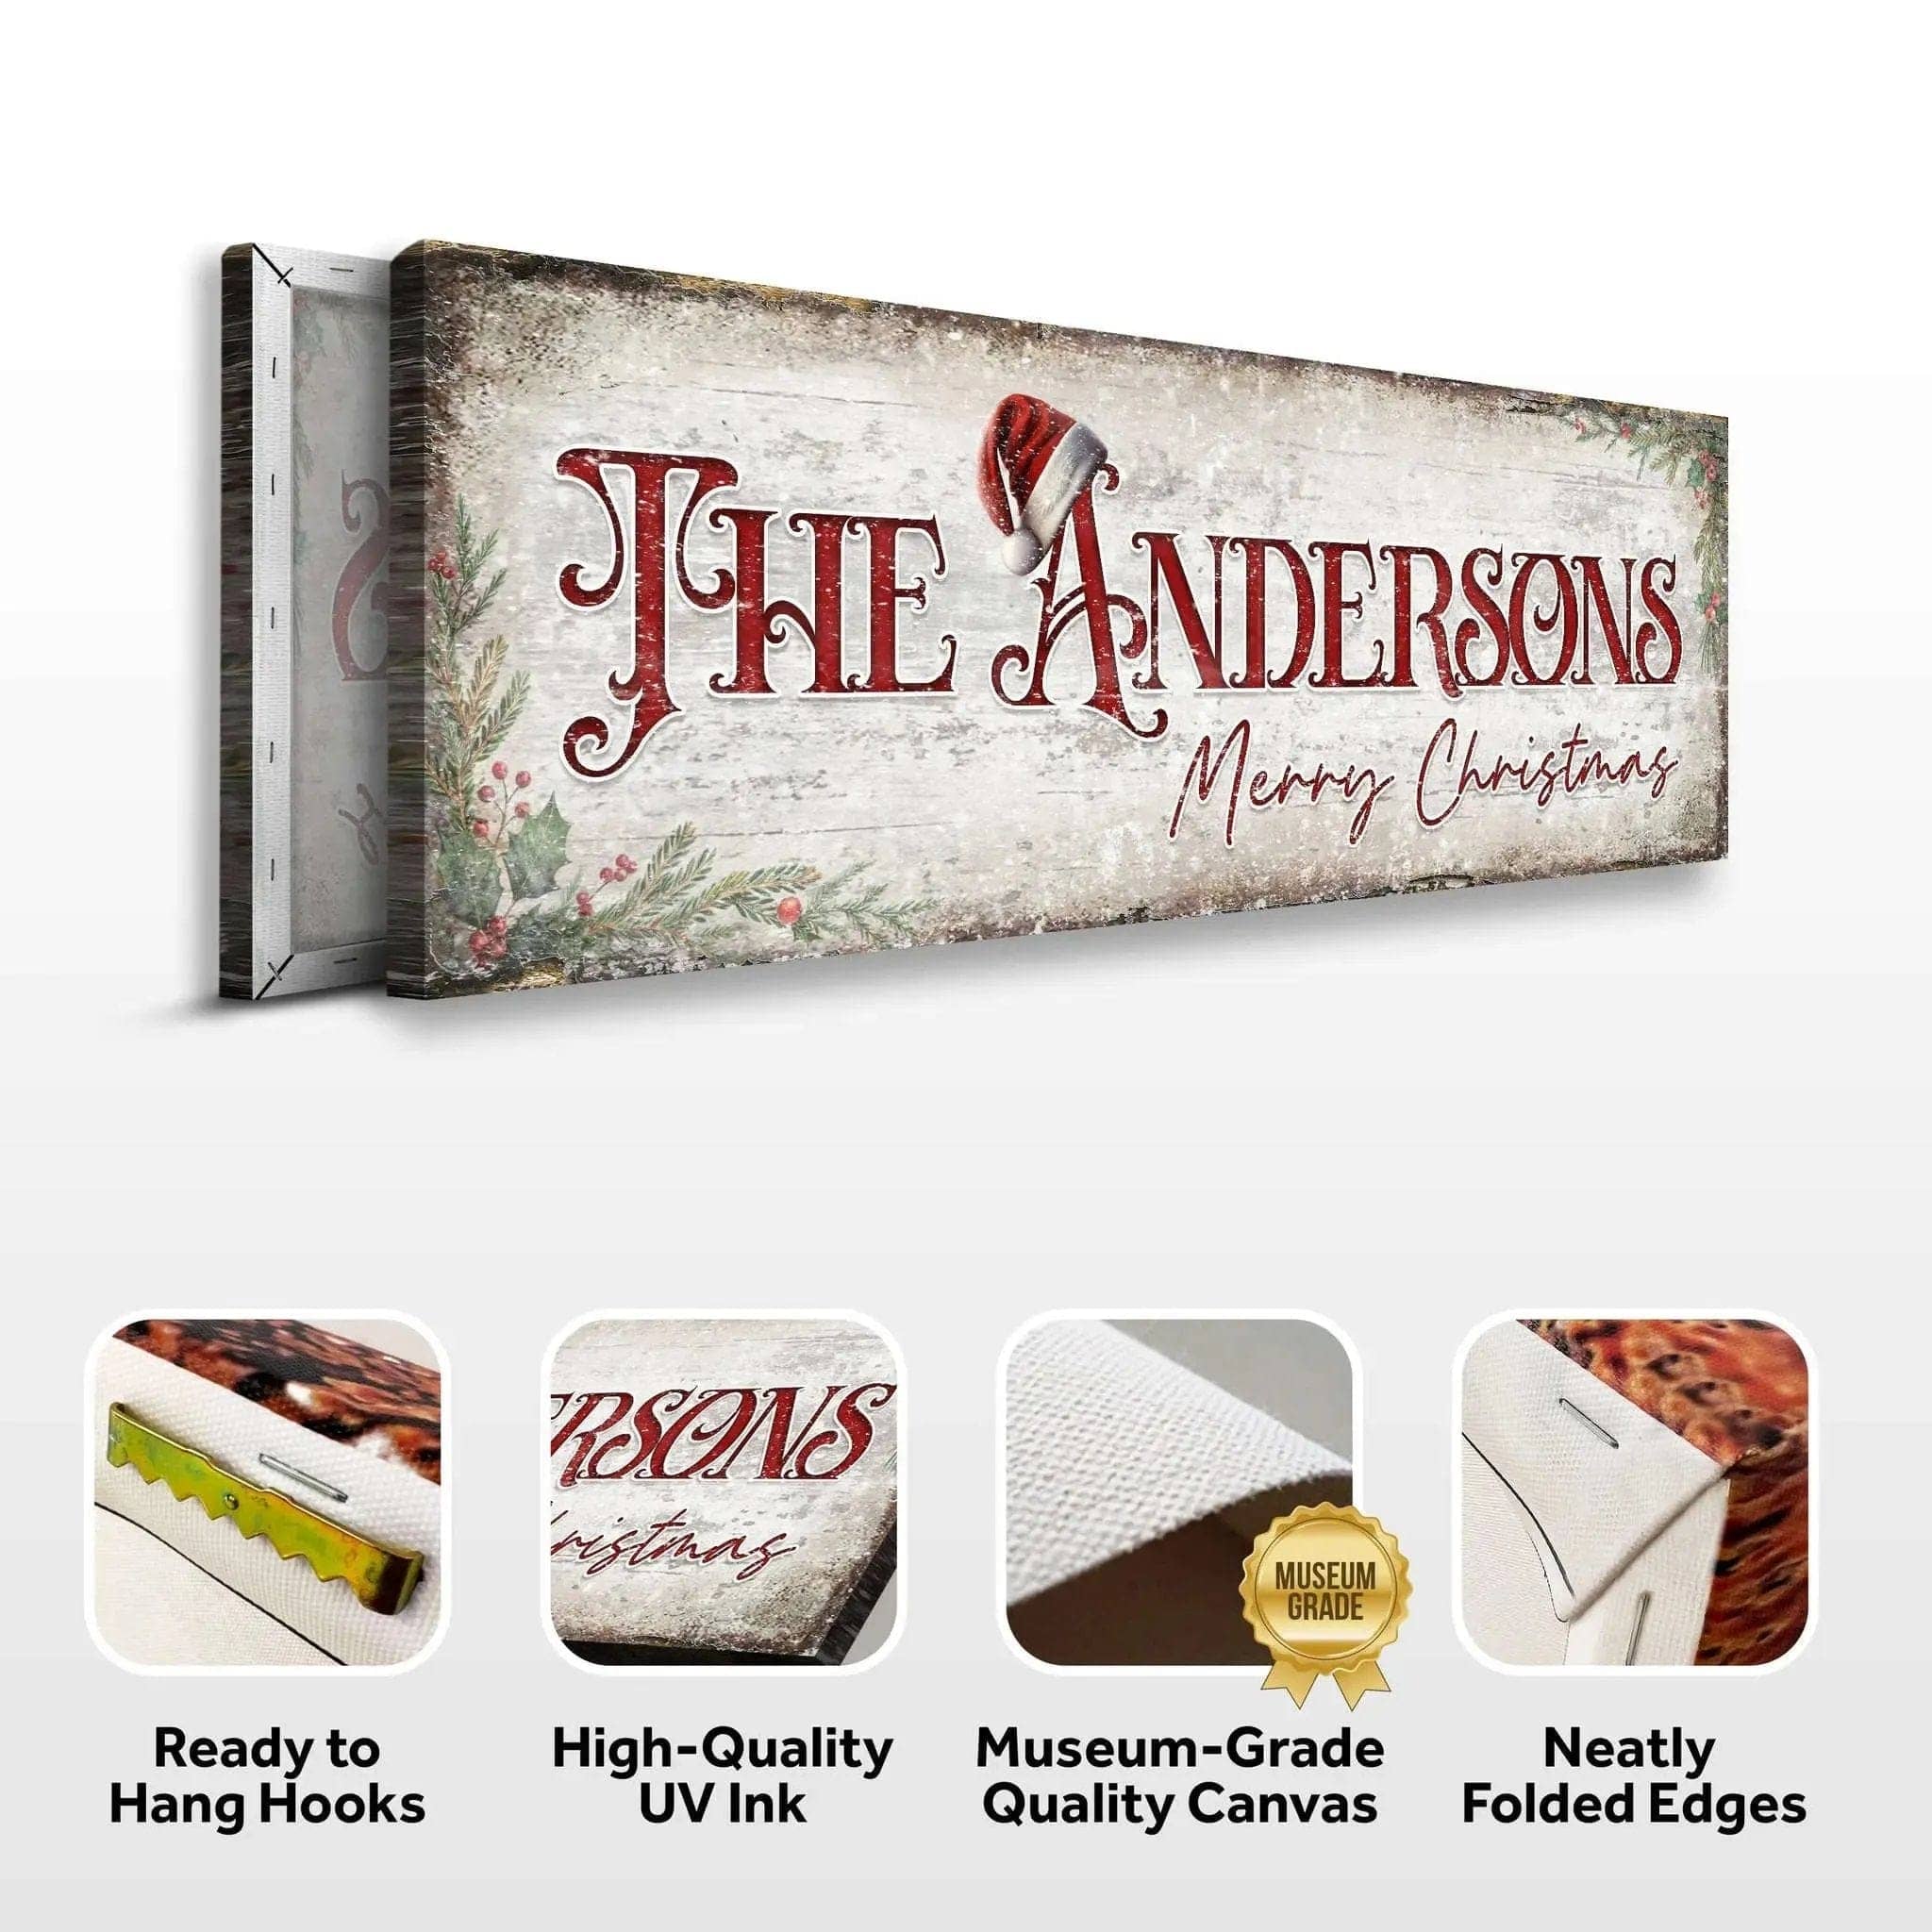 THE ANDERSONS
Merry Christmas
ERSONS
hristmas
MUSEUM
GRADE
Ready to
Hang Hooks
High-Quality
UV Ink
Museum-Grade
Quality Canvas
Neatly
Folded Edges